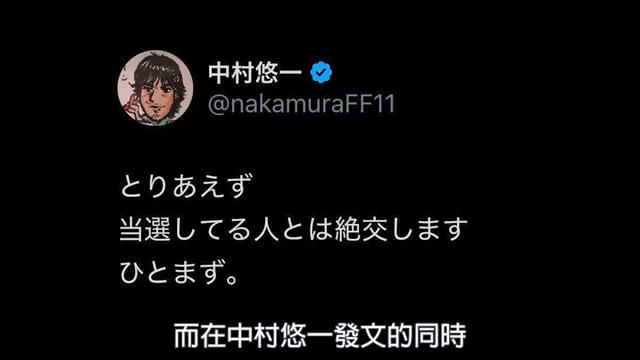 中村悠一
@nakamuraFF11
とりあえず
当選してる人とは絶交します
ひとまず。
而在中村悠一發文的同時